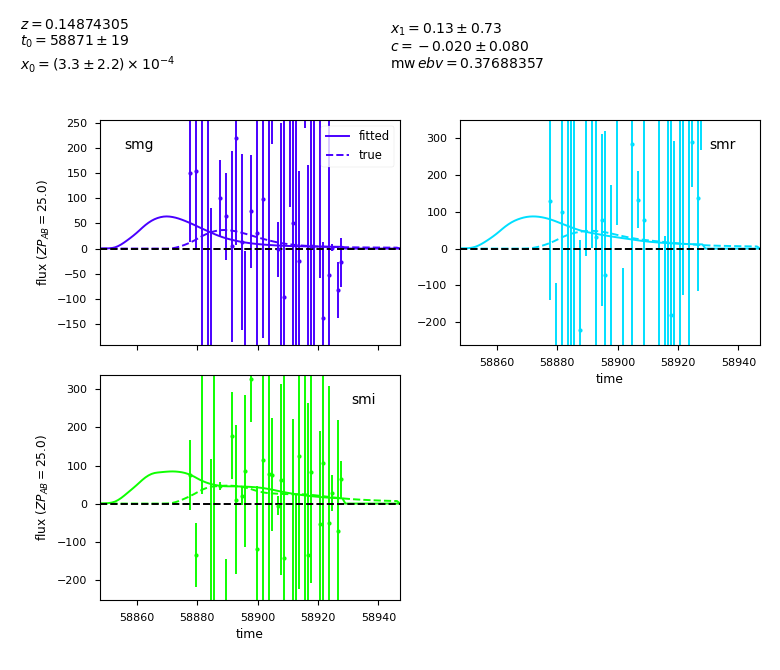 z = 0.14874305
t₀ = 58871 ± 19
x₀ = (3.3 ± 2.2) × 10⁻⁴
x₁ = 0.13 ± 0.73
c = −0.020 ± 0.080
mw ebv = 0.37688357
250
200
150
100
50
0
−50
−100
−150
flux (ZP_AB = 25.0)
smg
fitted
true
300
200
100
0
−100
−200
smr
58860 58880 58900 58920 58940
time
300
200
100
0
−100
−200
flux (ZP_AB = 25.0)
smi
58860 58880 58900 58920 58940
time